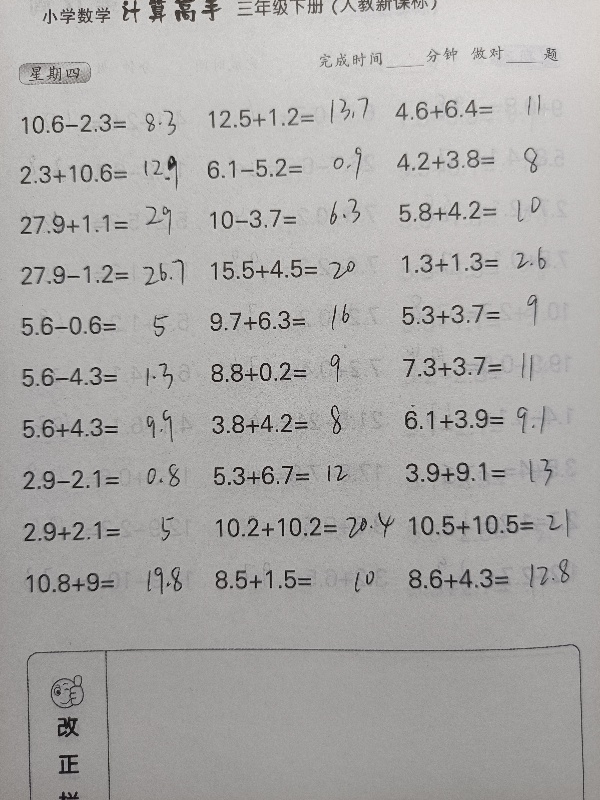 小学数学 计算高手 三年级下册（人教新课标）
完成时间____分钟 做对____题
星期四
10.6−2.3= 8.3 12.5+1.2= 13.7 4.6+6.4= 11
2.3+10.6= 12.9 6.1−5.2= 0.9 4.2+3.8= 8
27.9+1.1= 29 10−3.7= 6.3 5.8+4.2= 10
27.9−1.2= 26.7 15.5+4.5= 20 1.3+1.3= 2.6
5.6−0.6= 5 9.7+6.3= 16 5.3+3.7= 9
5.6−4.3= 1.3 8.8+0.2= 9 7.3+3.7= 11
5.6+4.3= 9.9 3.8+4.2= 8 6.1+3.9= 9.1
2.9−2.1= 0.8 5.3+6.7= 12 3.9+9.1= 13
2.9+2.1= 5 10.2+10.2= 20.4 10.5+10.5= 21
10.8+9= 19.8 8.5+1.5= 10 8.6+4.3= 12.8
改
正